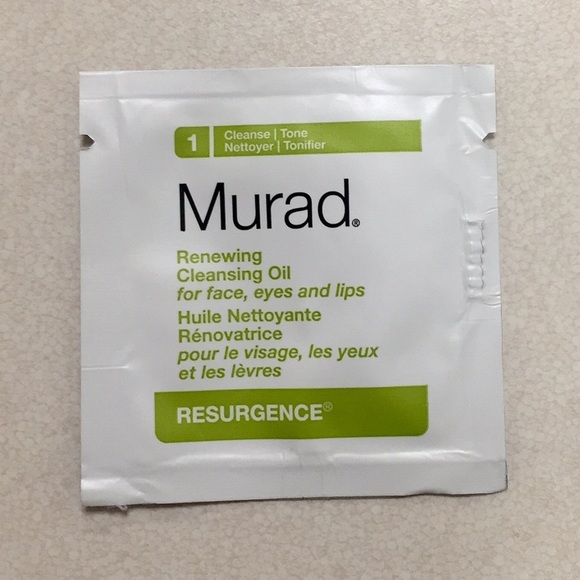 1 Cleanse | Tone
Nettoyer | Tonifier
Murad®
Renewing
Cleansing Oil
for face, eyes and lips
Huile Nettoyante
Rénovatrice
pour le visage, les yeux
et les lèvres
RESURGENCE®